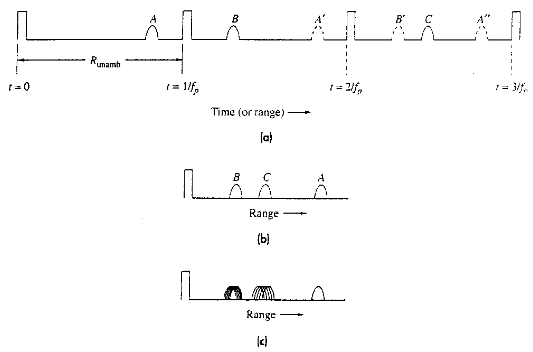 A B A′ B′ C A″
R_unamb
t = 0 t = 1/f_p t = 2/f_p t = 3/f_p
Time (or range)
(a)
B C A
Range
(b)
Range
(c)